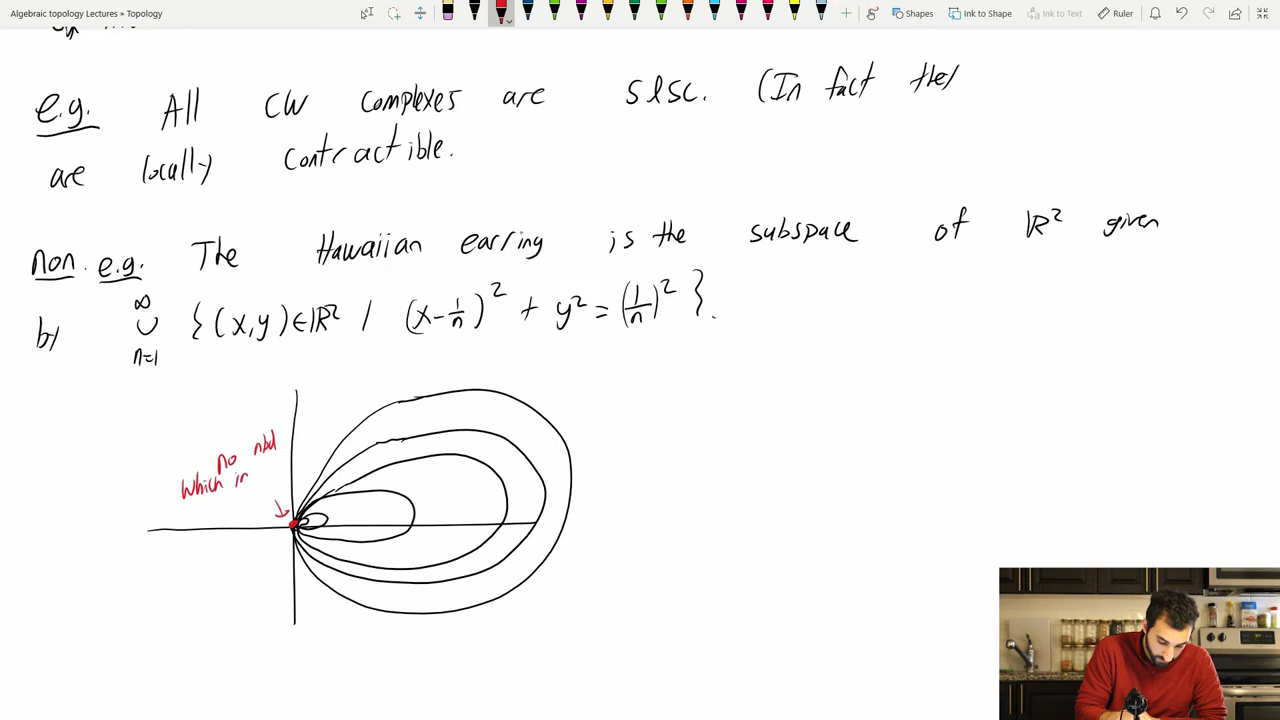 Algebraic topology Lectures » Topology
Shapes
Ink to Shape
Ink to Text
Ruler
e.g. All CW complexes are slsc. (In fact they
are locally contractible.
non. e.g. The Hawaiian earring is the subspace of ℝ² given
by ∞ ∪ n=1 { (x,y) ∈ ℝ² | (x - 1/n)² + y² = (1/n)² }.
no nbd
which in